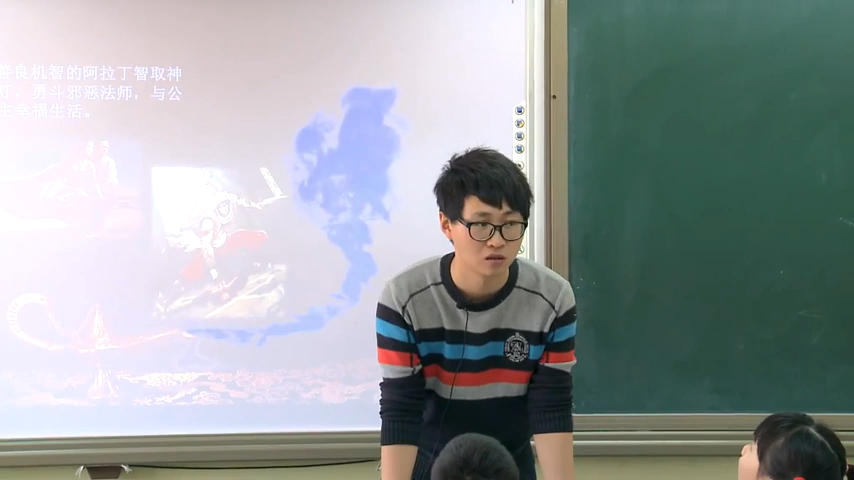 善良机智的阿拉丁智取神
灯，勇斗邪恶法师，与公
主幸福生活。